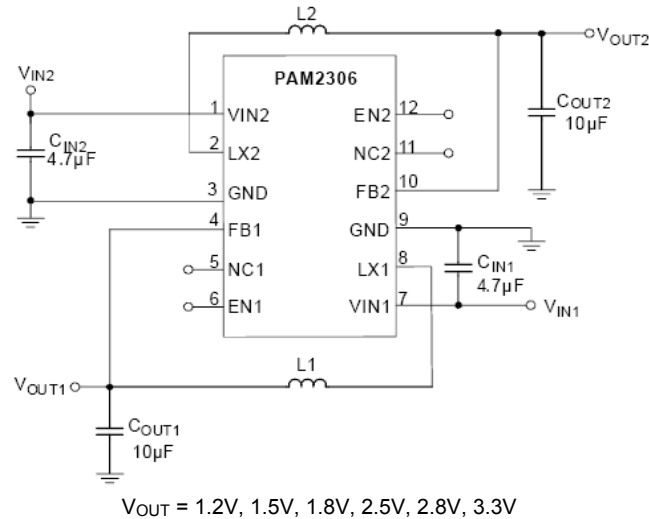 L2
VOUT2
VIN2
PAM2306
COUT2
10μF
1 VIN2
EN2 12
CIN2
4.7μF
2 LX2
NC2 11
3 GND
FB2 10
4 FB1
GND 9
5 NC1
LX1 8
CIN1
4.7μF
6 EN1
VIN1 7
VIN1
L1
VOUT1
COUT1
10μF
VOUT = 1.2V, 1.5V, 1.8V, 2.5V, 2.8V, 3.3V